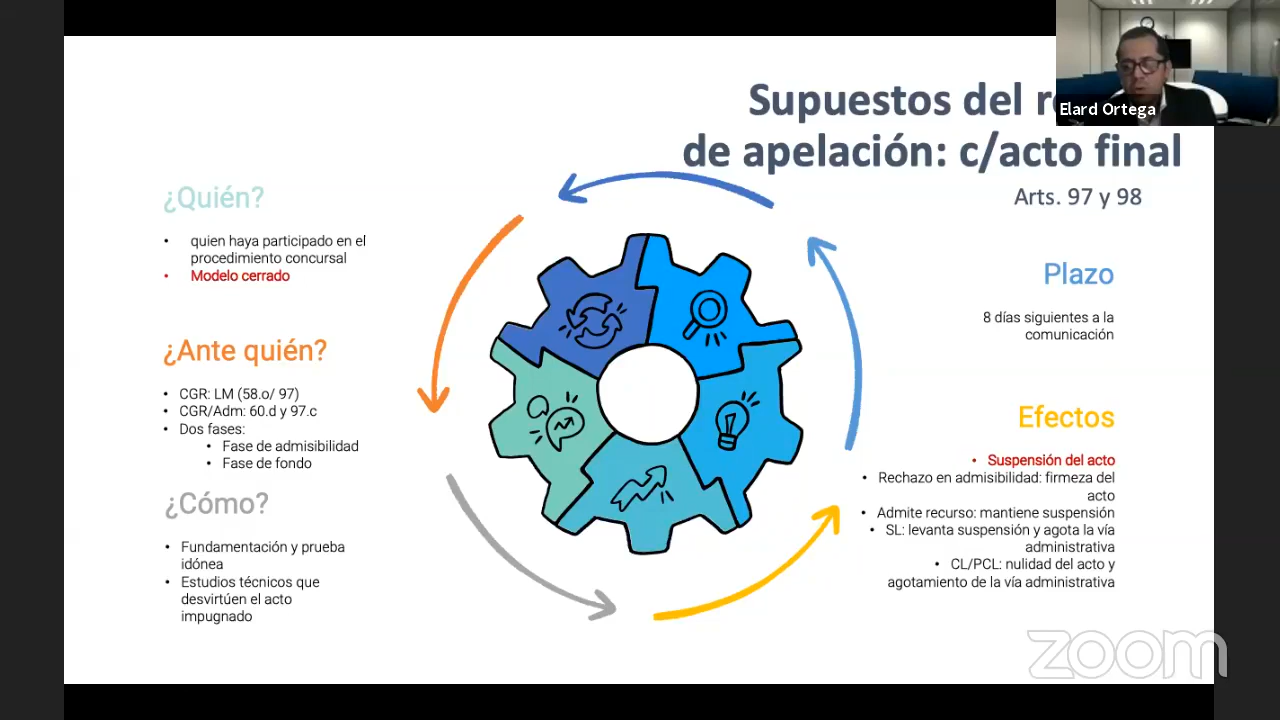 Supuestos del
de apelación: c/acto final
Arts. 97 y 98
Elard Ortega
¿Quién?
• quien haya participado en el
procedimiento concursal
• Modelo cerrado
¿Ante quién?
• CGR: LM (58.o/ 97)
• CGR/Adm: 60.d y 97.c
• Dos fases:
• Fase de admisibilidad
• Fase de fondo
¿Cómo?
• Fundamentación y prueba
idónea
• Estudios técnicos que
desvirtúen el acto
impugnado
Plazo
8 días siguientes a la
comunicación
Efectos
• Suspensión del acto
• Rechazo en admisibilidad: firmeza del
acto
• Admite recurso: mantiene suspensión
• SL: levanta suspensión y agota la vía
administrativa
• CL/PCL: nulidad del acto y
agotamiento de la vía administrativa
zoom